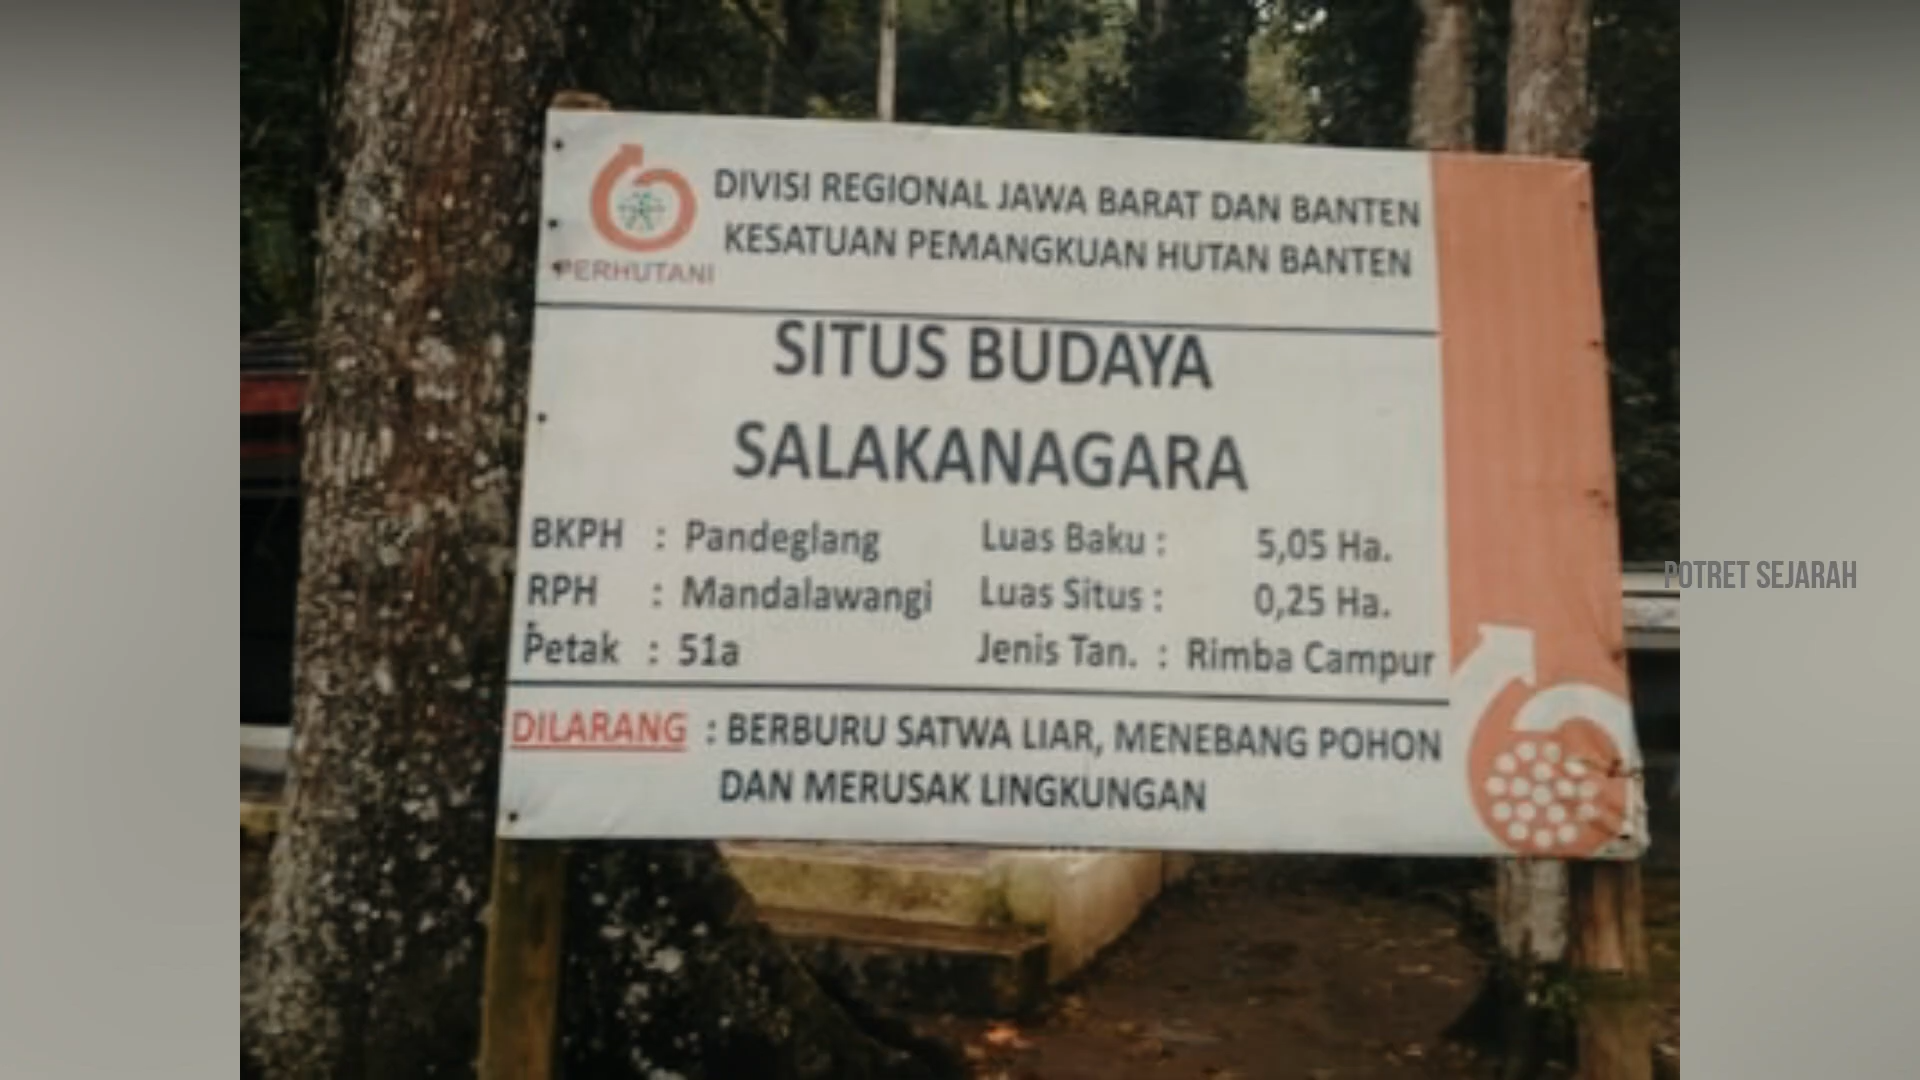 PERHUTANI
DIVISI REGIONAL JAWA BARAT DAN BANTEN
KESATUAN PEMANGKUAN HUTAN BANTEN
SITUS BUDAYA
SALAKANAGARA
BKPH : Pandeglang Luas Baku : 5,05 Ha.
RPH : Mandalawangi Luas Situs : 0,25 Ha.
Petak : 51a Jenis Tan. : Rimba Campur
DILARANG : BERBURU SATWA LIAR, MENEBANG POHON
DAN MERUSAK LINGKUNGAN
POTRET SEJARAH